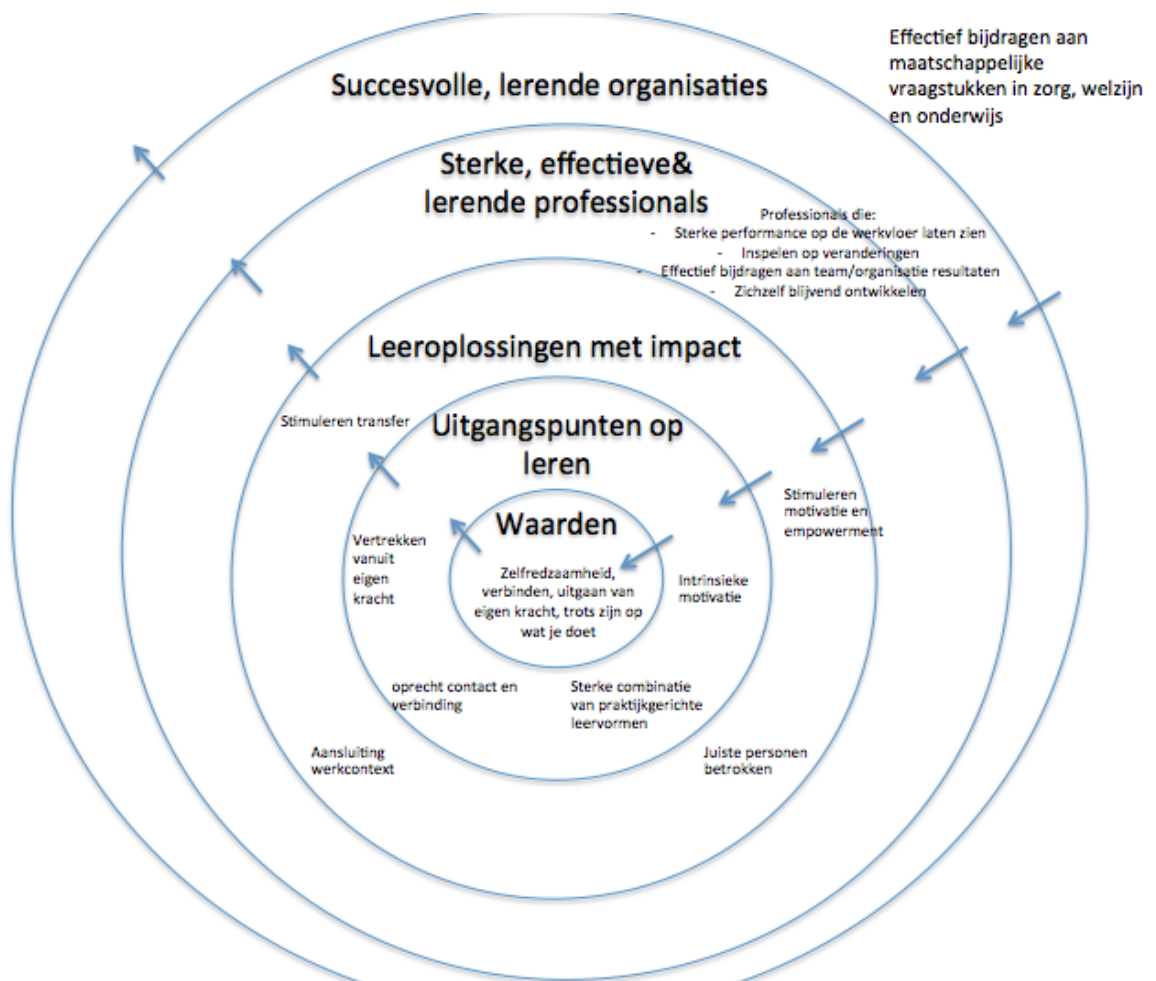 Effectief bijdragen aan
maatschappelijke
vraagstukken in zorg, welzijn
en onderwijs
Succesvolle, lerende organisaties
Sterke, effectieve&
lerende professionals
Professionals die:
- Sterke performance op de werkvloer laten zien
- Inspelen op veranderingen
- Effectief bijdragen aan team/organisatie resultaten
- Zichzelf blijvend ontwikkelen
Leeroplossingen met impact
Stimuleren transfer
Uitgangspunten op
leren
Stimuleren
motivatie en
empowerment
Waarden
Zelfredzaamheid,
verbinden, uitgaan van
eigen kracht, trots zijn op
wat je doet
Vertrekken
vanuit
eigen
kracht
Intrinsieke
motivatie
oprecht contact en
verbinding
Sterke combinatie
van praktijkgerichte
leervormen
Aansluiting
werkcontext
Juiste personen
betrokken